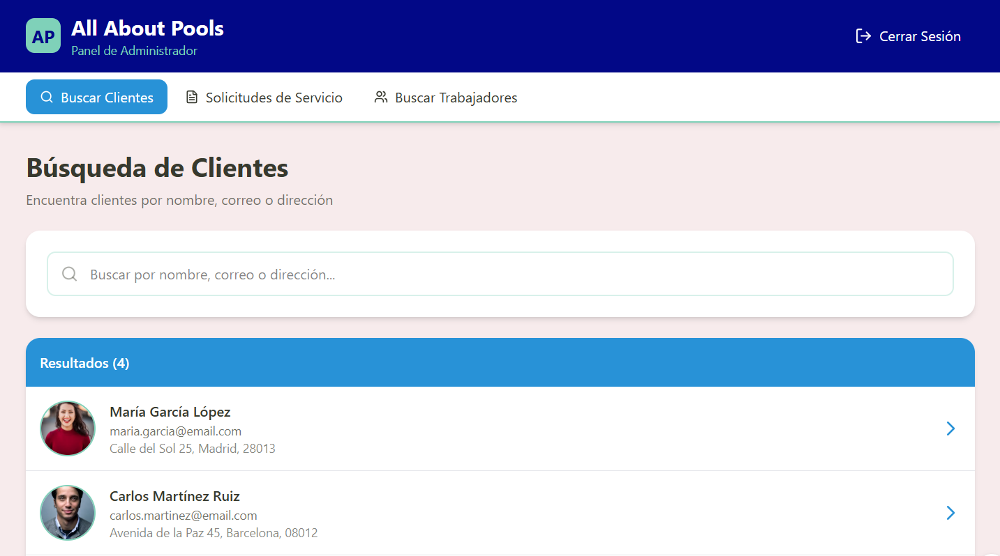 AP
All About Pools
Panel de Administrador
Cerrar Sesión
Buscar Clientes
Solicitudes de Servicio
Buscar Trabajadores
Búsqueda de Clientes
Encuentra clientes por nombre, correo o dirección
Buscar por nombre, correo o dirección...
Resultados (4)
María García López
maria.garcia@email.com
Calle del Sol 25, Madrid, 28013
Carlos Martínez Ruiz
carlos.martinez@email.com
Avenida de la Paz 45, Barcelona, 08012